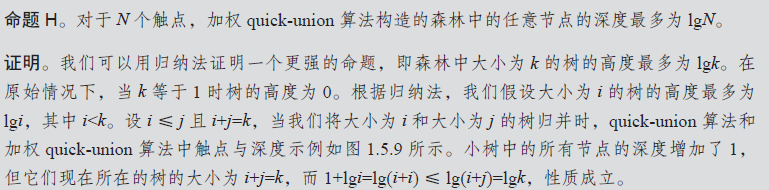 命题 H。对于 N 个触点，加权 quick-union 算法构造的森林中的任意节点的深度最多为 lgN。
证明。我们可以用归纳法证明一个更强的命题，即森林中大小为 k 的树的高度最多为 lgk。在
原始情况下，当 k 等于 1 时树的高度为 0。根据归纳法，我们假设大小为 i 的树的高度最多为
lgi，其中 i<k。设 i ≤ j 且 i+j=k，当我们将大小为 i 和大小为 j 的树归并时，quick-union 算法和
加权 quick-union 算法中触点与深度示例如图 1.5.9 所示。小树中的所有节点的深度增加了 1，
但它们现在所在的树的大小为 i+j=k，而 1+lgi=lg(i+i) ≤ lg(i+j)=lgk，性质成立。